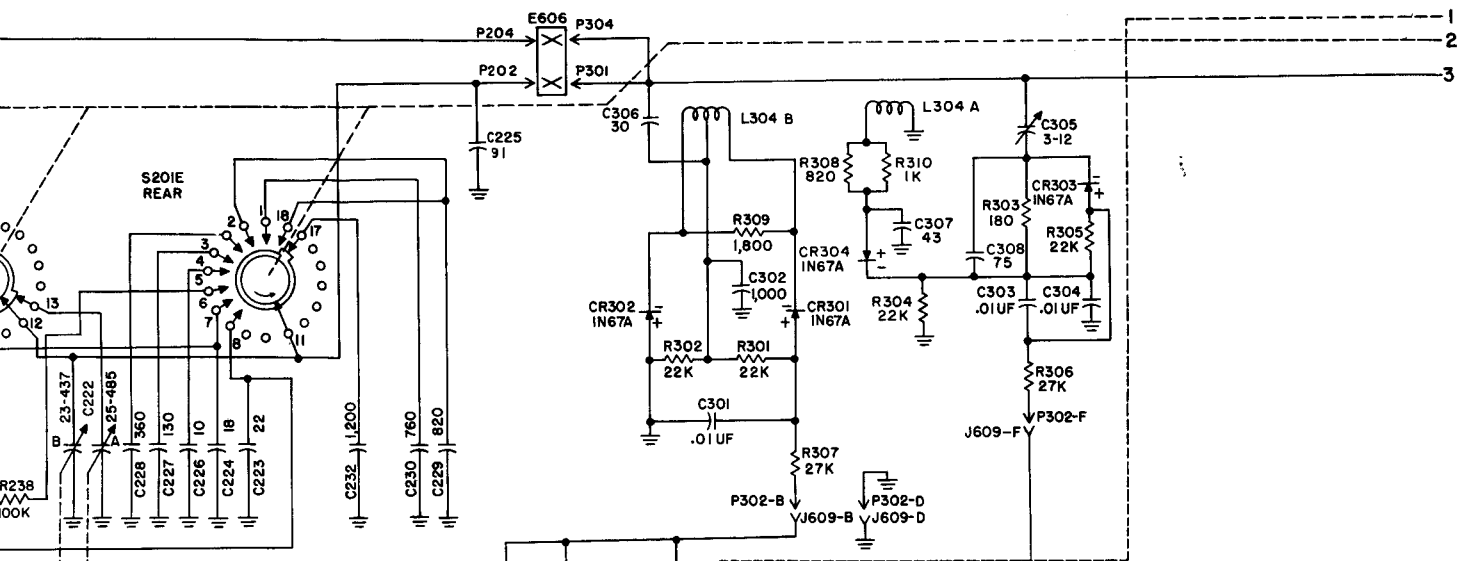 E606
P204
P304
P202
P301
1
2
3
C306
30
L304 B
L304 A
C305
3-12
C225
91
S201E
REAR
R308
820
R310
1K
CR303
1N67A
R303
180
R305
22K
2
1
18
17
3
4
5
6
7
8
11
13
12
R309
1,800
C307
43
CR304
1N67A
C308
75
C302
1,000
CR302
1N67A
CR301
1N67A
R304
22K
C303
.01UF
C304
.01UF
R302
22K
R301
22K
R306
27K
C301
.01UF
P302-F
J609-F
R307
27K
P302-B
J609-B
P302-D
J609-D
23-437
C222
25-485
B
A
360
130
10
18
22
1,200
760
820
C228
C227
C226
C224
C223
C232
C230
C229
R238
100K